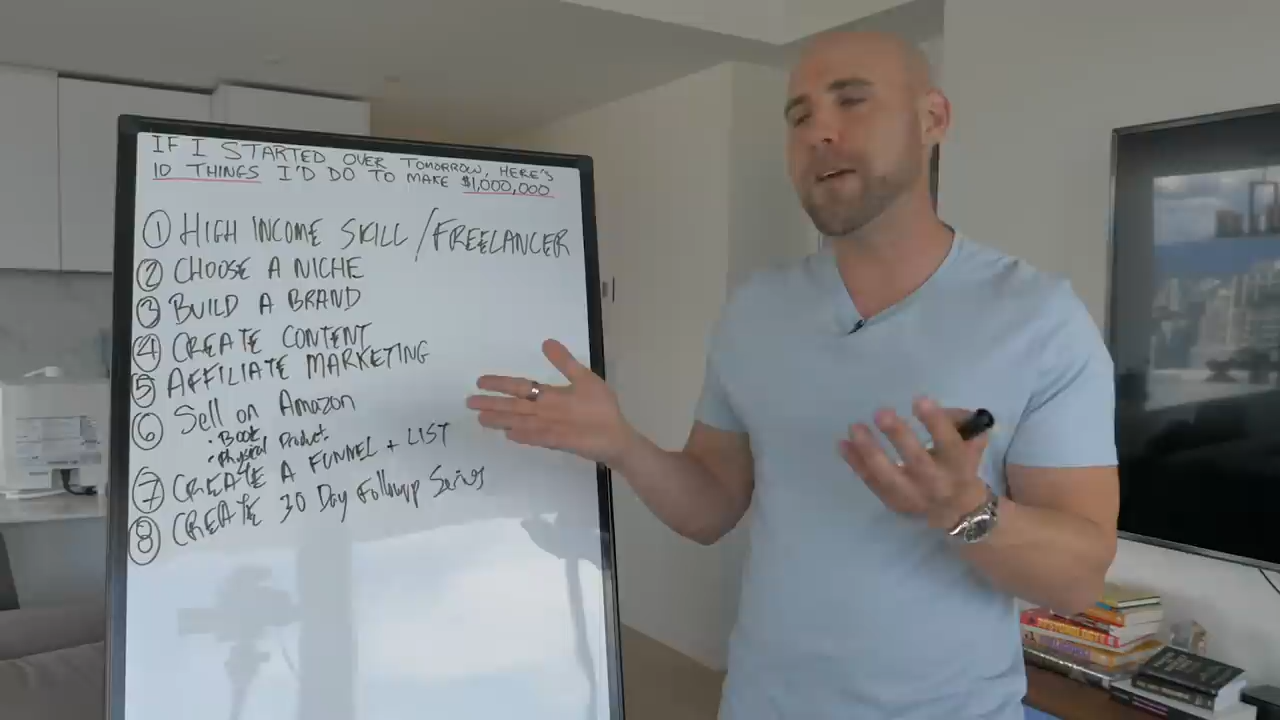 IF I STARTED OVER TOMORROW, HERE'S
10 THINGS I'D DO TO MAKE $1,000,000
① HIGH INCOME SKILL/FREELANCER
② CHOOSE A NICHE
③ BUILD A BRAND
④ CREATE CONTENT
⑤ AFFILIATE MARKETING
⑥ Sell on Amazon
• Book
• Physical Product
⑦ CREATE A FUNNEL + LIST
⑧ CREATE 30 Day Followup Series